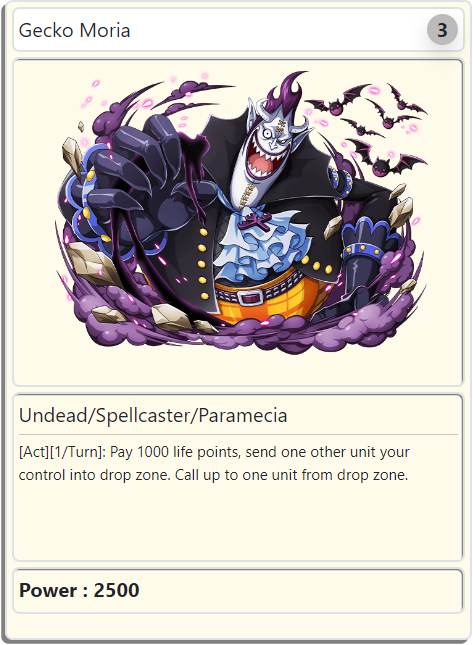 Gecko Moria
3
Undead/Spellcaster/Paramecia
[Act][1/Turn]: Pay 1000 life points, send one other unit your
control into drop zone. Call up to one unit from drop zone.
Power : 2500